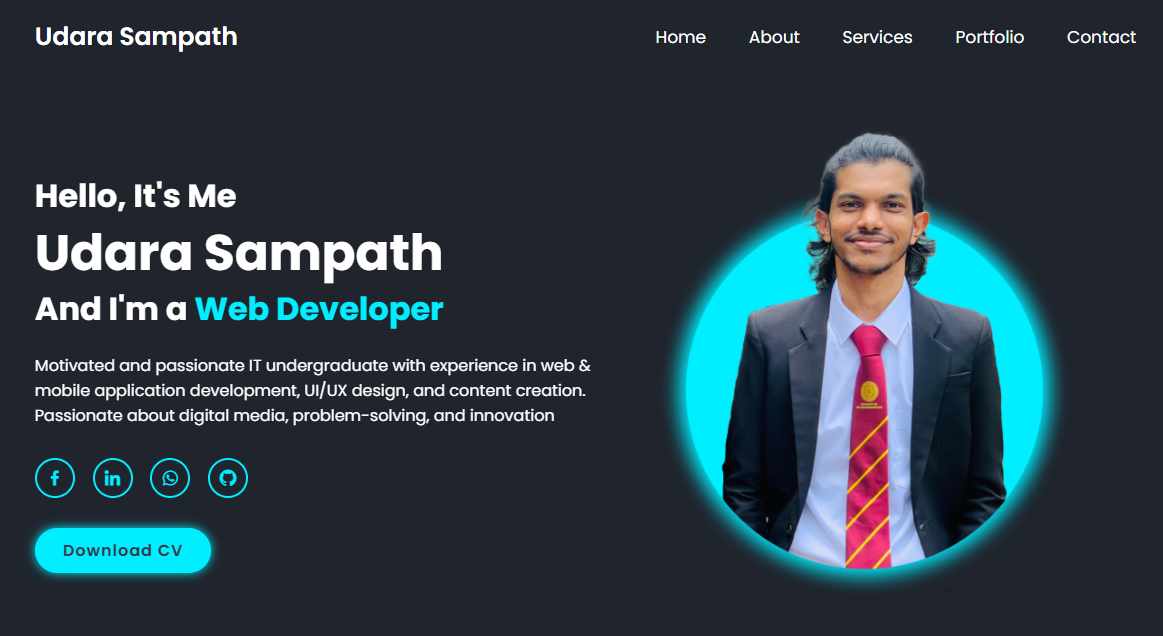 Udara Sampath
Home About Services Portfolio Contact
Hello, It's Me
Udara Sampath
And I'm a Web Developer
Motivated and passionate IT undergraduate with experience in web &
mobile application development, UI/UX design, and content creation.
Passionate about digital media, problem-solving, and innovation
Download CV